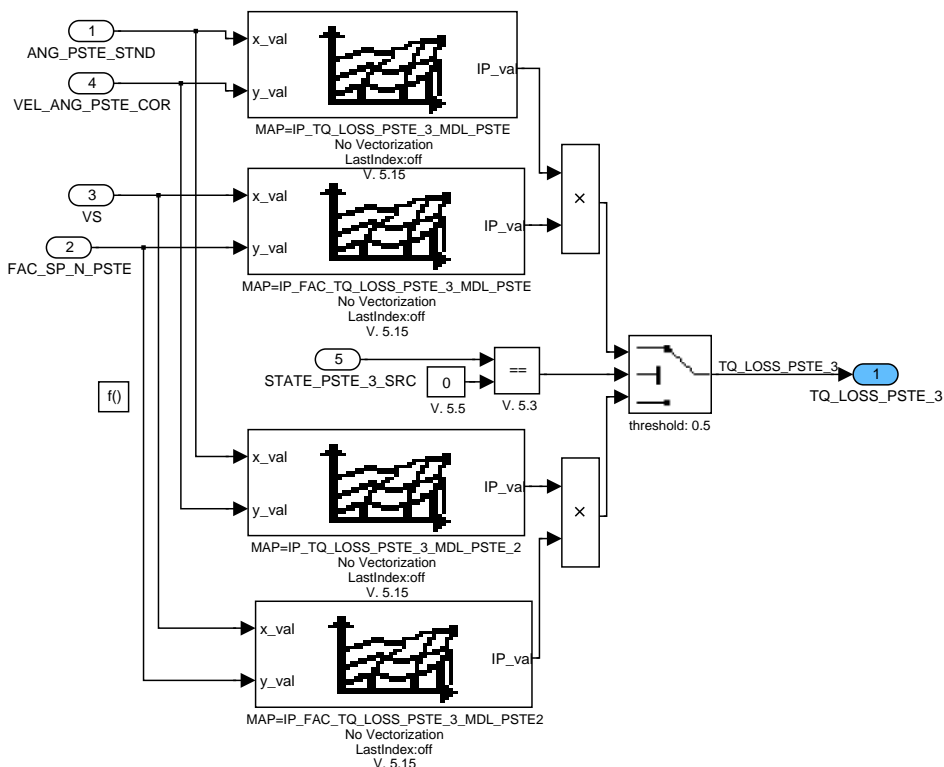 1
ANG_PSTE_STND
4
VEL_ANG_PSTE_COR
x_val
y_val
IP_val
MAP=IP_TQ_LOSS_PSTE_3_MDL_PSTE
No Vectorization
LastIndex:off
V. 5.15
3
VS
2
FAC_SP_N_PSTE
x_val
y_val
IP_val
MAP=IP_FAC_TQ_LOSS_PSTE_3_MDL_PSTE
No Vectorization
LastIndex:off
V. 5.15
×
5
STATE_PSTE_3_SRC
0
V. 5.5
==
V. 5.3
threshold: 0.5
TQ_LOSS_PSTE_3
1
TQ_LOSS_PSTE_3
f()
x_val
y_val
IP_val
MAP=IP_TQ_LOSS_PSTE_3_MDL_PSTE_2
No Vectorization
LastIndex:off
V. 5.15
×
x_val
y_val
IP_val
MAP=IP_FAC_TQ_LOSS_PSTE_3_MDL_PSTE2
No Vectorization
LastIndex:off
V. 5.15